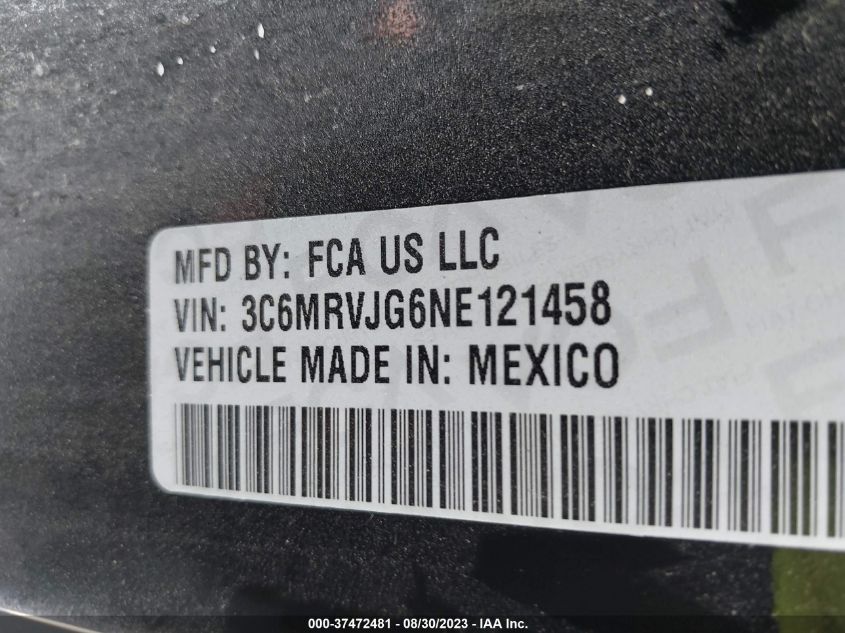 MFD BY: FCA US LLC
VIN: 3C6MRVJG6NE121458
VEHICLE MADE IN: MEXICO
000-37472481 - 08/30/2023 - IAA Inc.